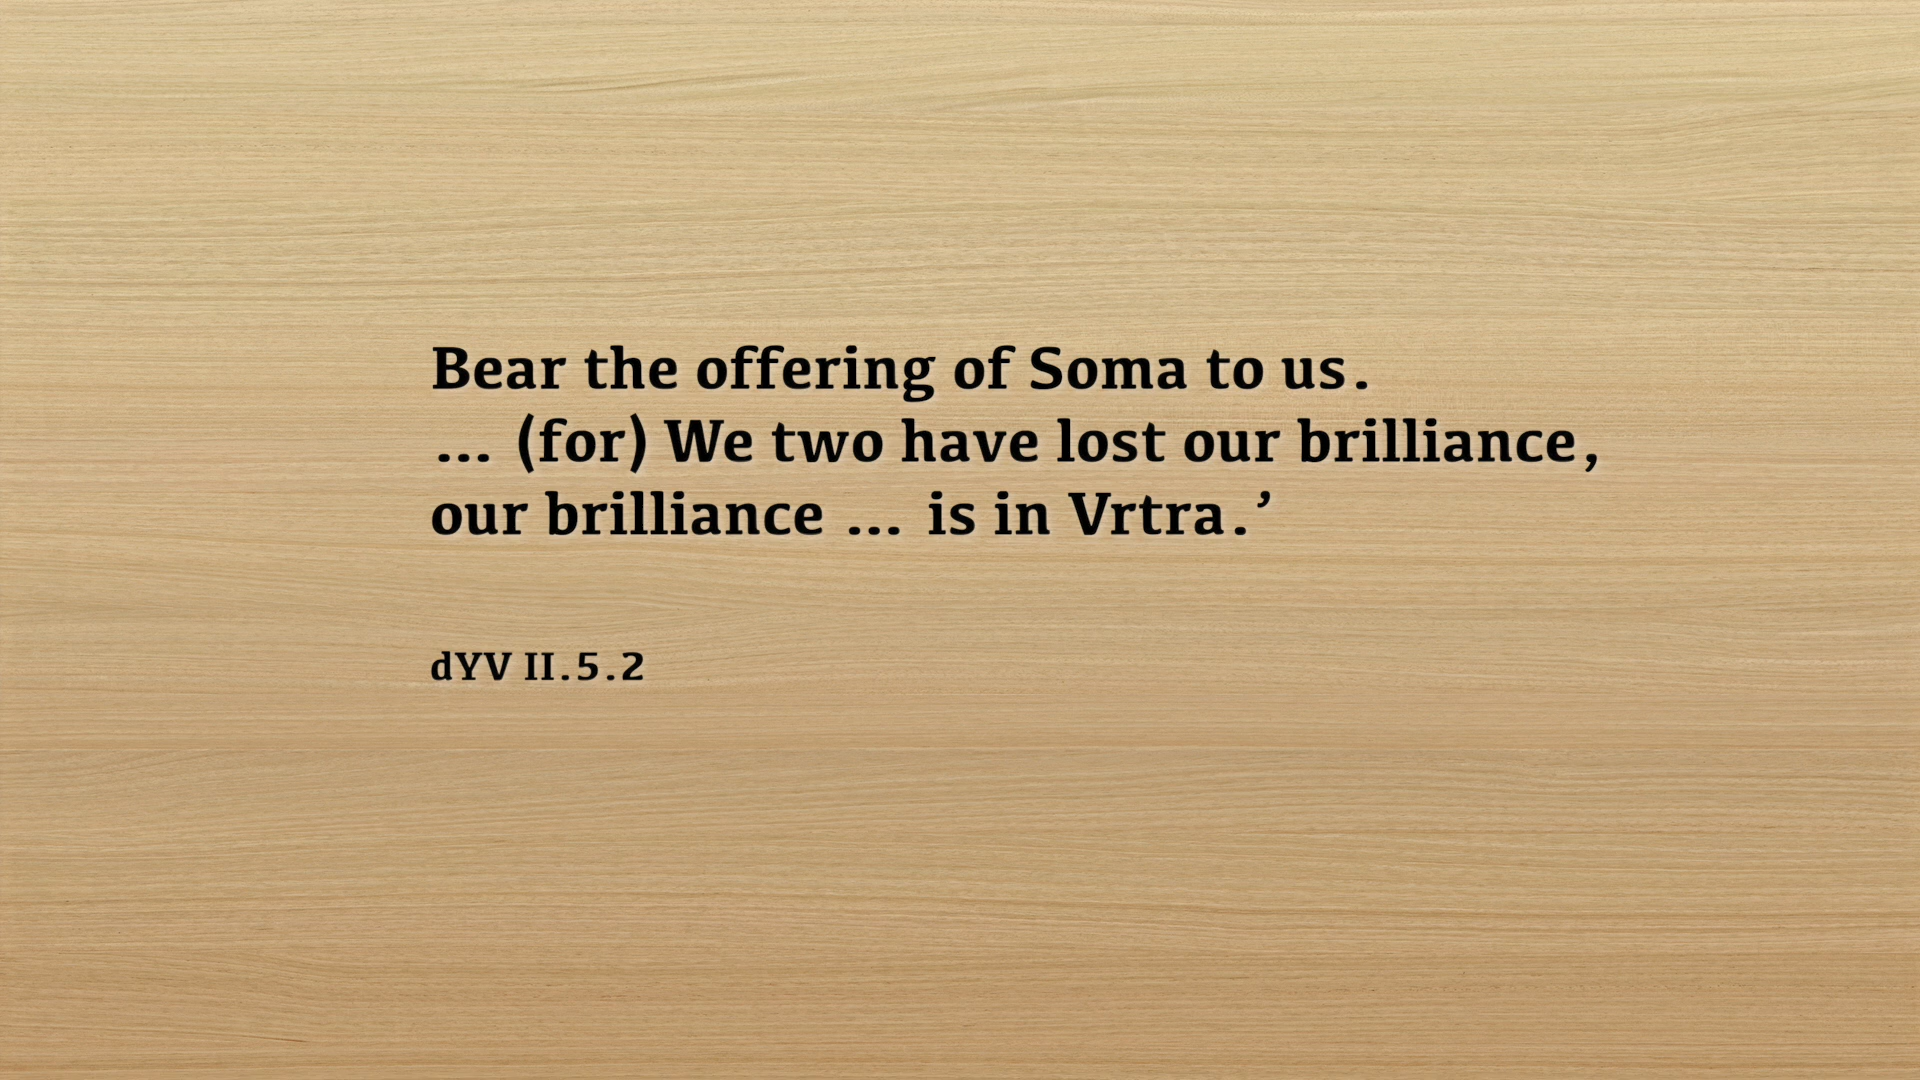 Bear the offering of Soma to us.
... (for) We two have lost our brilliance,
our brilliance ... is in Vrtra.’
dYV II.5.2